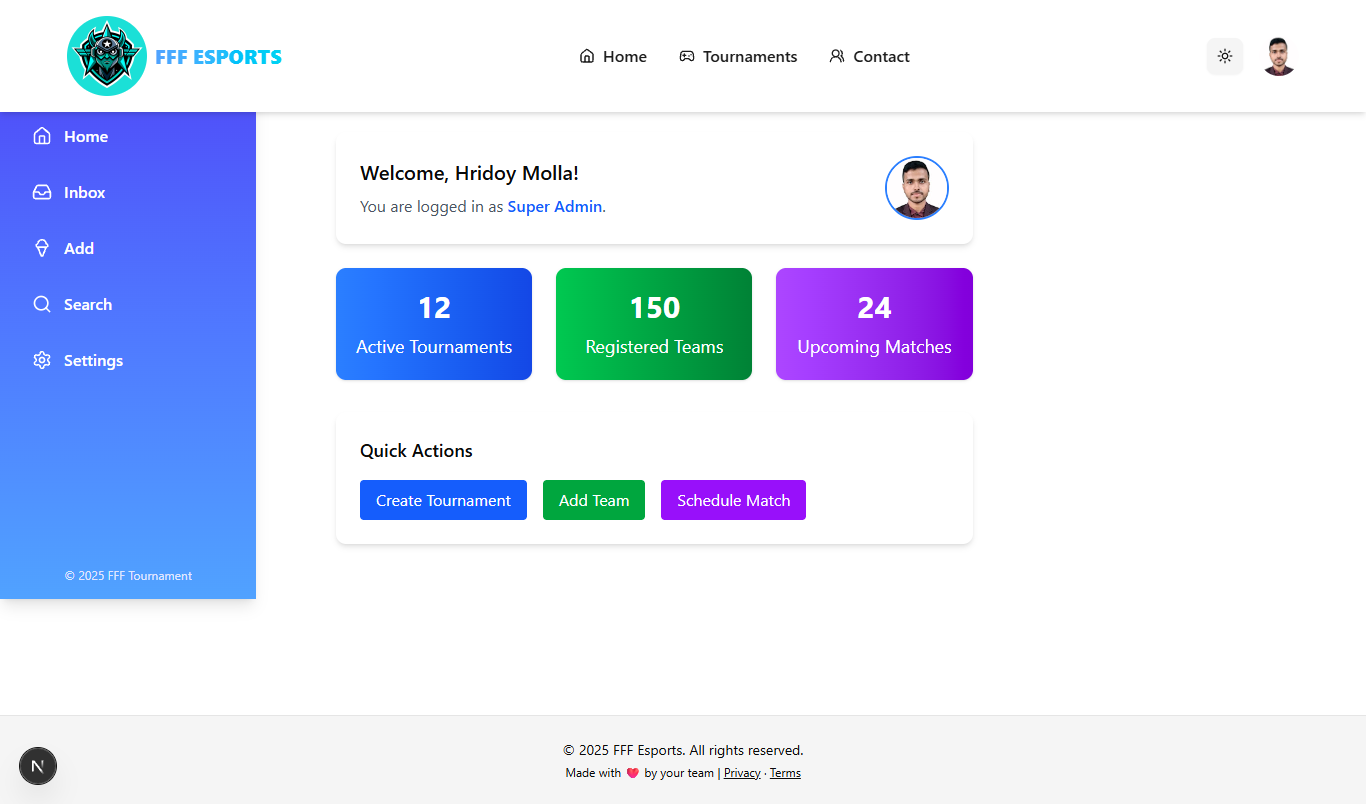 FFF ESPORTS
Home
Tournaments
Contact
Home
Inbox
Add
Search
Settings
© 2025 FFF Tournament
Welcome, Hridoy Molla!
You are logged in as Super Admin.
12
Active Tournaments
150
Registered Teams
24
Upcoming Matches
Quick Actions
Create Tournament
Add Team
Schedule Match
© 2025 FFF Esports. All rights reserved.
Made with ❤️ by your team | Privacy · Terms
N